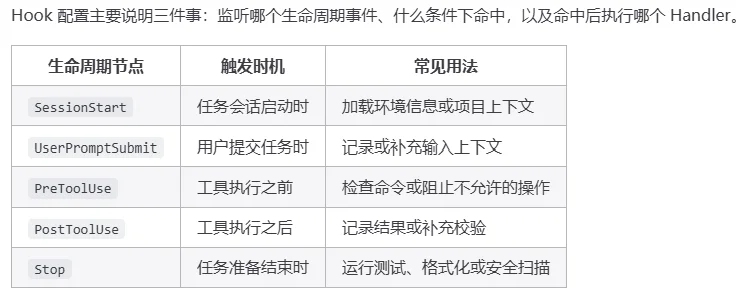 Hook 配置主要说明三件事：监听哪个生命周期事件、什么条件下命中，以及命中后执行哪个 Handler。
生命周期节点 触发时机 常见用法
SessionStart 任务会话启动时 加载环境信息或项目上下文
UserPromptSubmit 用户提交任务时 记录或补充输入上下文
PreToolUse 工具执行之前 检查命令或阻止不允许的操作
PostToolUse 工具执行之后 记录结果或补充校验
Stop 任务准备结束时 运行测试、格式化或安全扫描